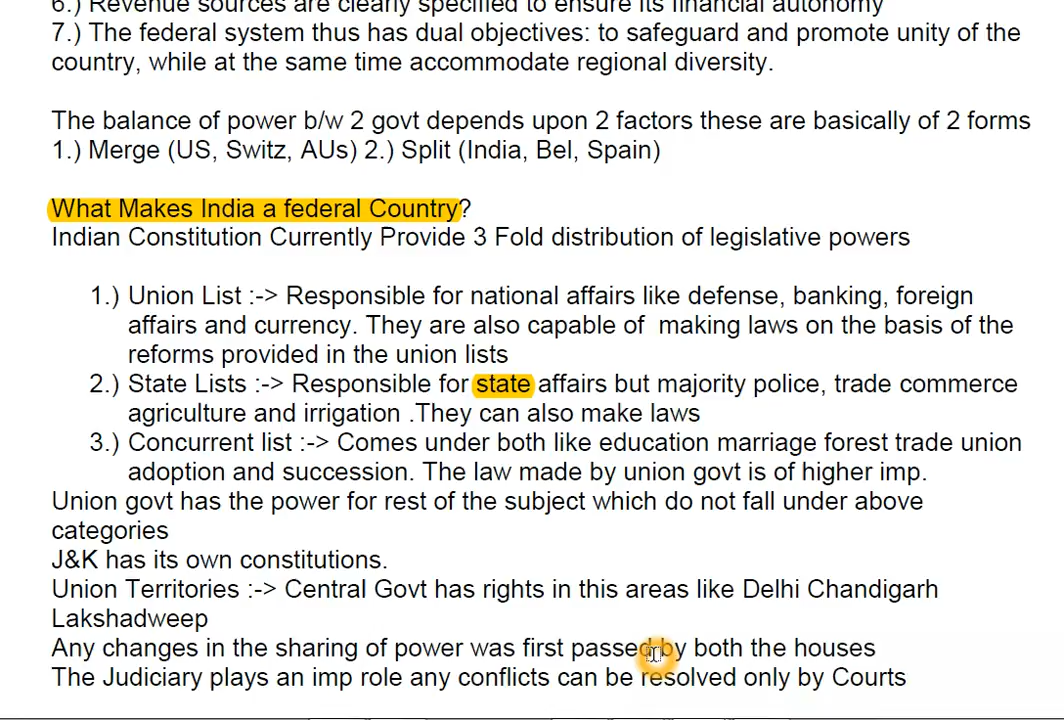 6.) Revenue sources are clearly specified to ensure its financial autonomy
7.) The federal system thus has dual objectives: to safeguard and promote unity of the
country, while at the same time accommodate regional diversity.
The balance of power b/w 2 govt depends upon 2 factors these are basically of 2 forms
1.) Merge (US, Switz, AUs) 2.) Split (India, Bel, Spain)
What Makes India a federal Country?
Indian Constitution Currently Provide 3 Fold distribution of legislative powers
1.) Union List :-> Responsible for national affairs like defense, banking, foreign
affairs and currency. They are also capable of  making laws on the basis of the
reforms provided in the union lists
2.) State Lists :-> Responsible for state affairs but majority police, trade commerce
agriculture and irrigation .They can also make laws
3.) Concurrent list :-> Comes under both like education marriage forest trade union
adoption and succession. The law made by union govt is of higher imp.
Union govt has the power for rest of the subject which do not fall under above
categories
J&K has its own constitutions.
Union Territories :-> Central Govt has rights in this areas like Delhi Chandigarh
Lakshadweep
Any changes in the sharing of power was first passed by both the houses
The Judiciary plays an imp role any conflicts can be resolved only by Courts